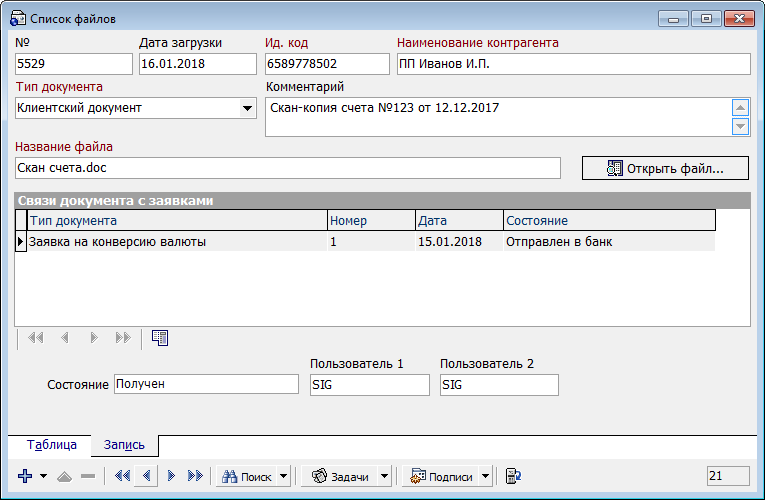 Список файлов
№ Дата загрузки Ид. код Наименование контрагента
5529 16.01.2018 6589778502 ПП Иванов И.П.
Тип документа Комментарий
Клиентский документ Скан-копия счета №123 от 12.12.2017
Название файла
Скан счета.doc Открыть файл...
Связи документа с заявками
Тип документа Номер Дата Состояние
Заявка на конверсию валюты 1 15.01.2018 Отправлен в банк
Пользователь 1 Пользователь 2
Состояние Получен SIG SIG
Таблица Запись
Поиск Задачи Подписи 21